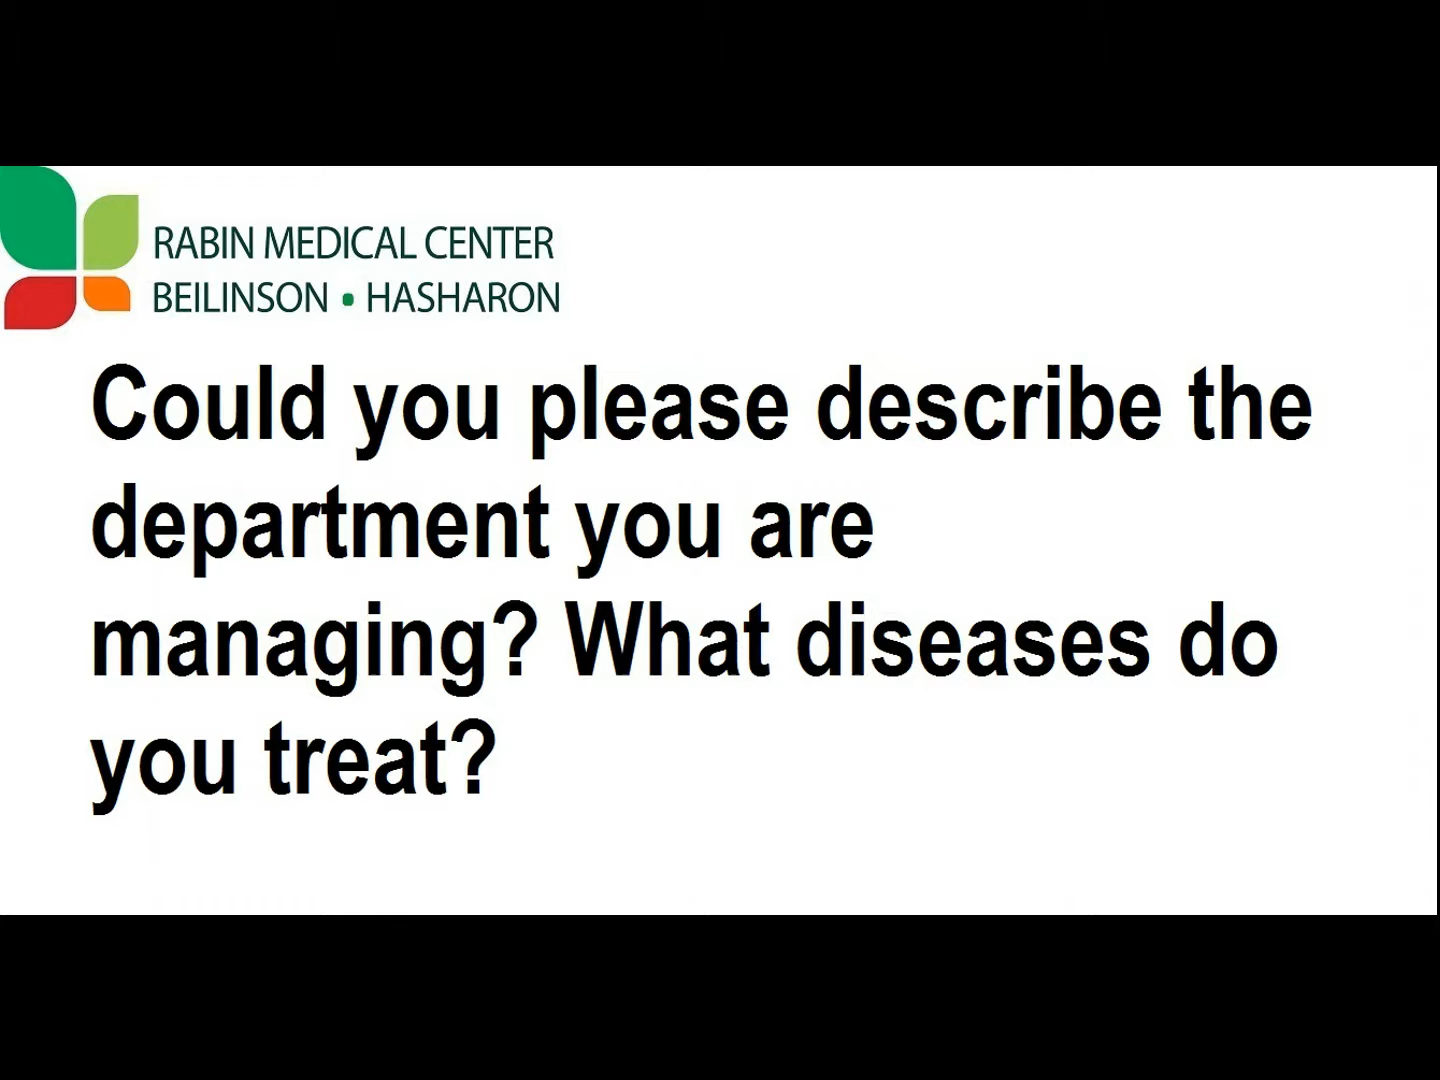 RABIN MEDICAL CENTER
BEILINSON • HASHARON
Could you please describe the
department you are
managing? What diseases do
you treat?